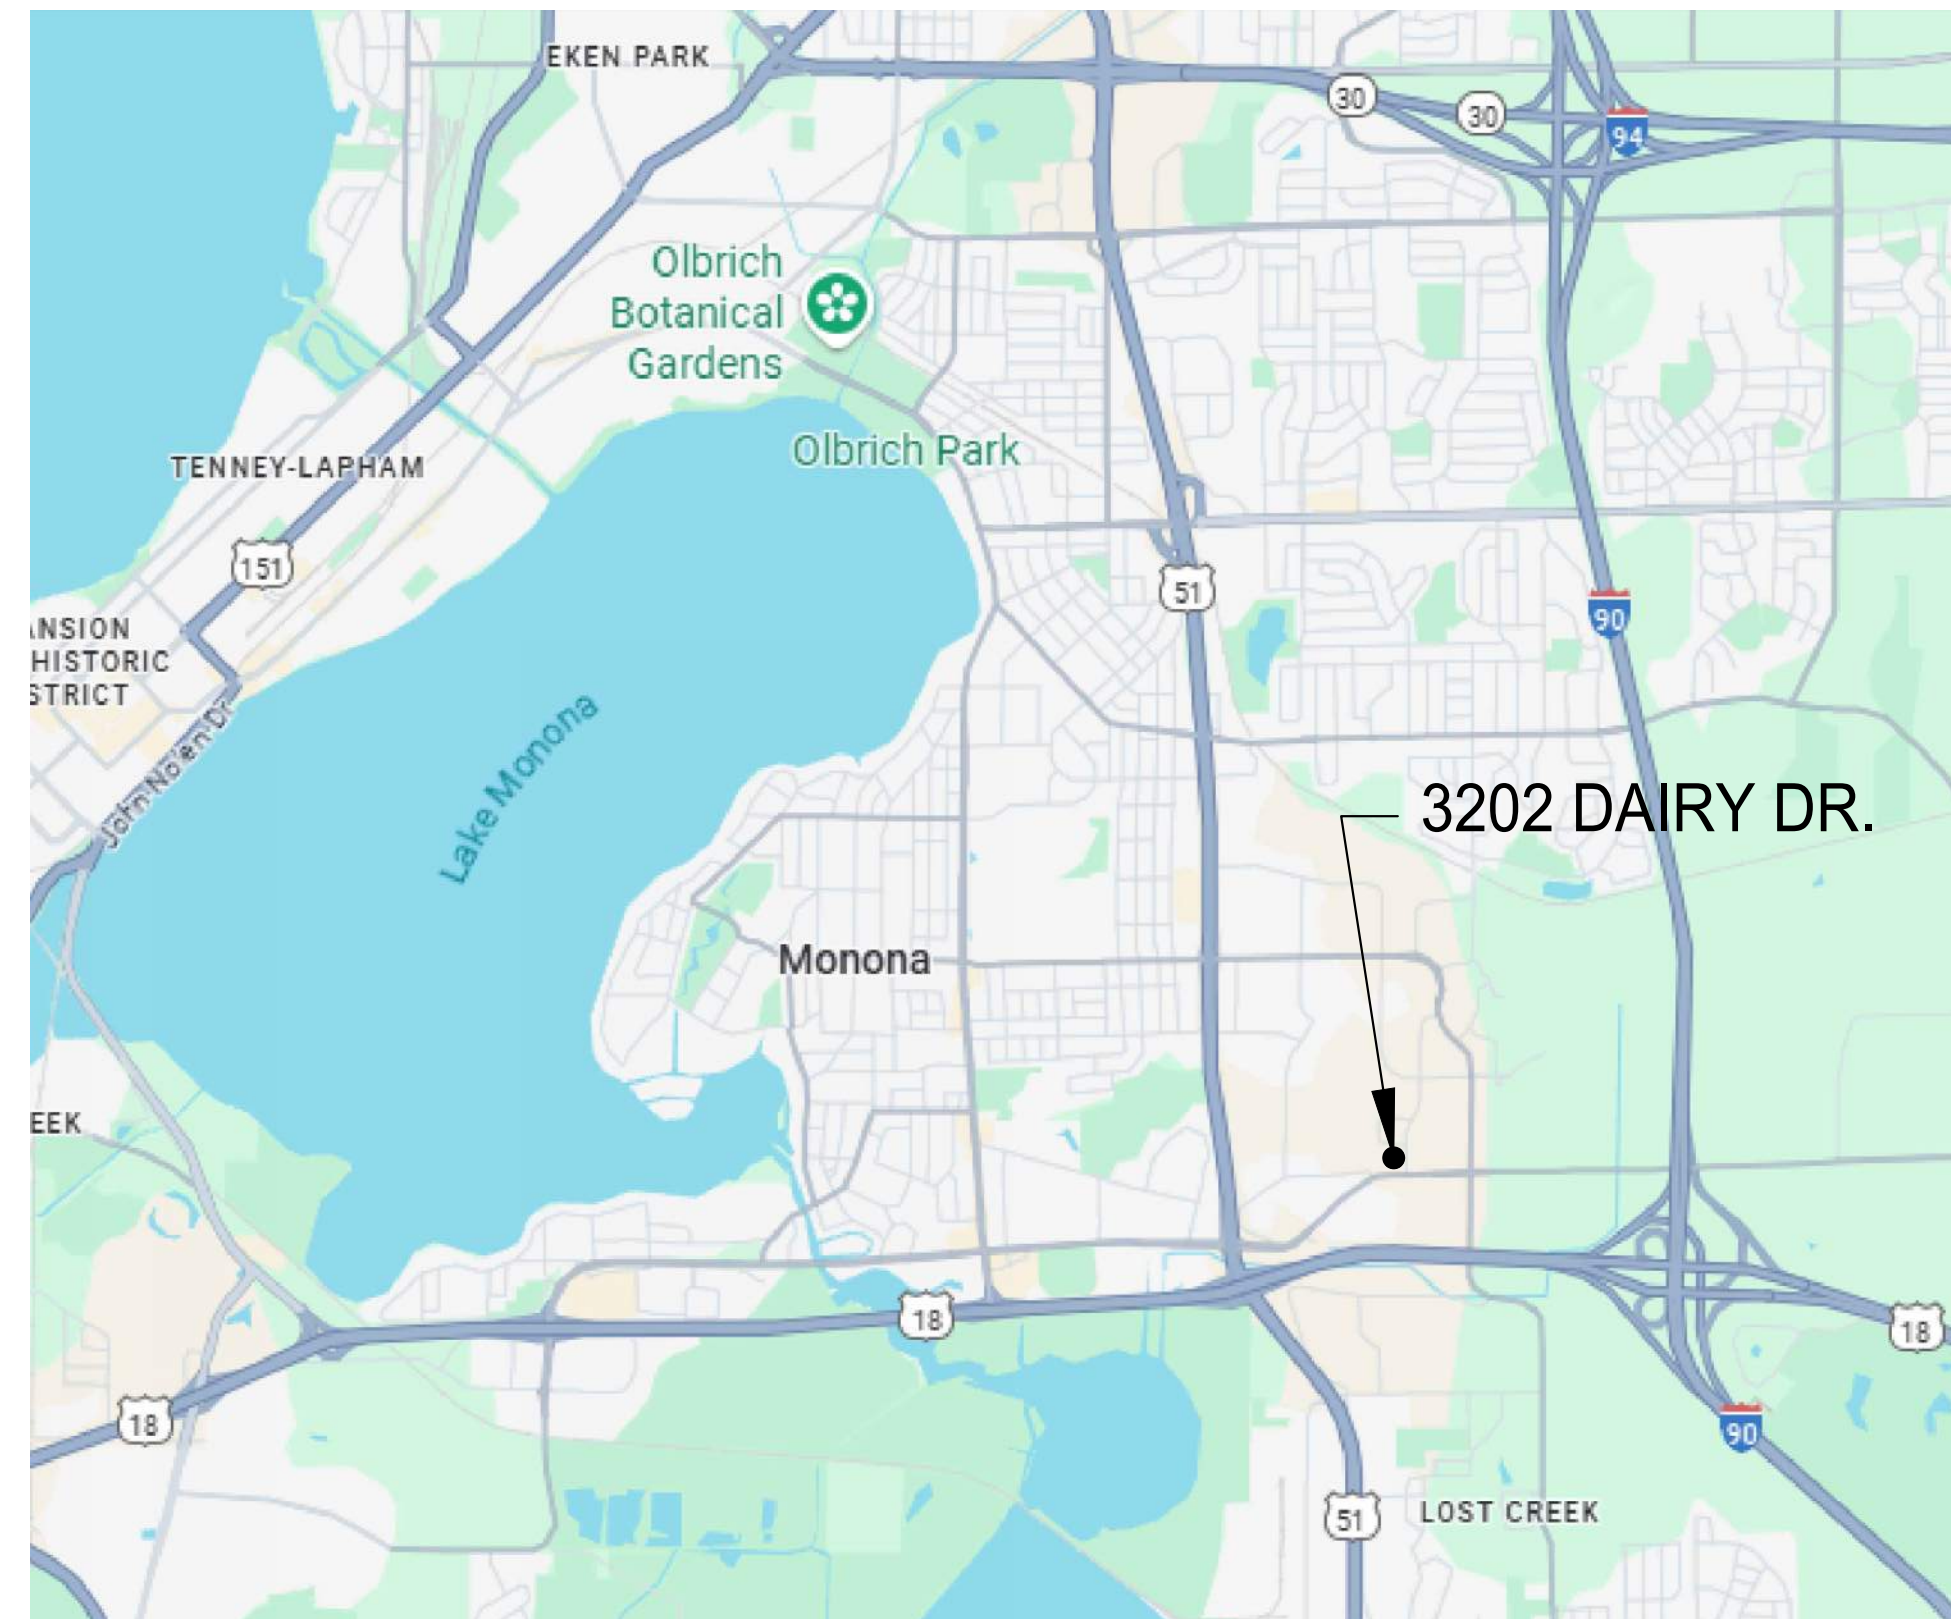 EKEN PARK
30
30
94
Olbrich
Botanical
Gardens
Olbrich Park
TENNEY-LAPHAM
151
51
90
ANSION
HISTORIC
STRICT
John Nolen Dr
Lake Monona
3202 DAIRY DR.
Monona
EEK
18
18
18
90
51
LOST CREEK